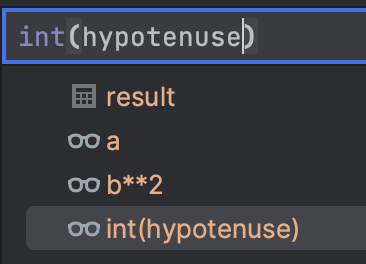 int(hypotenuse)
result
a
b**2
int(hypotenuse)